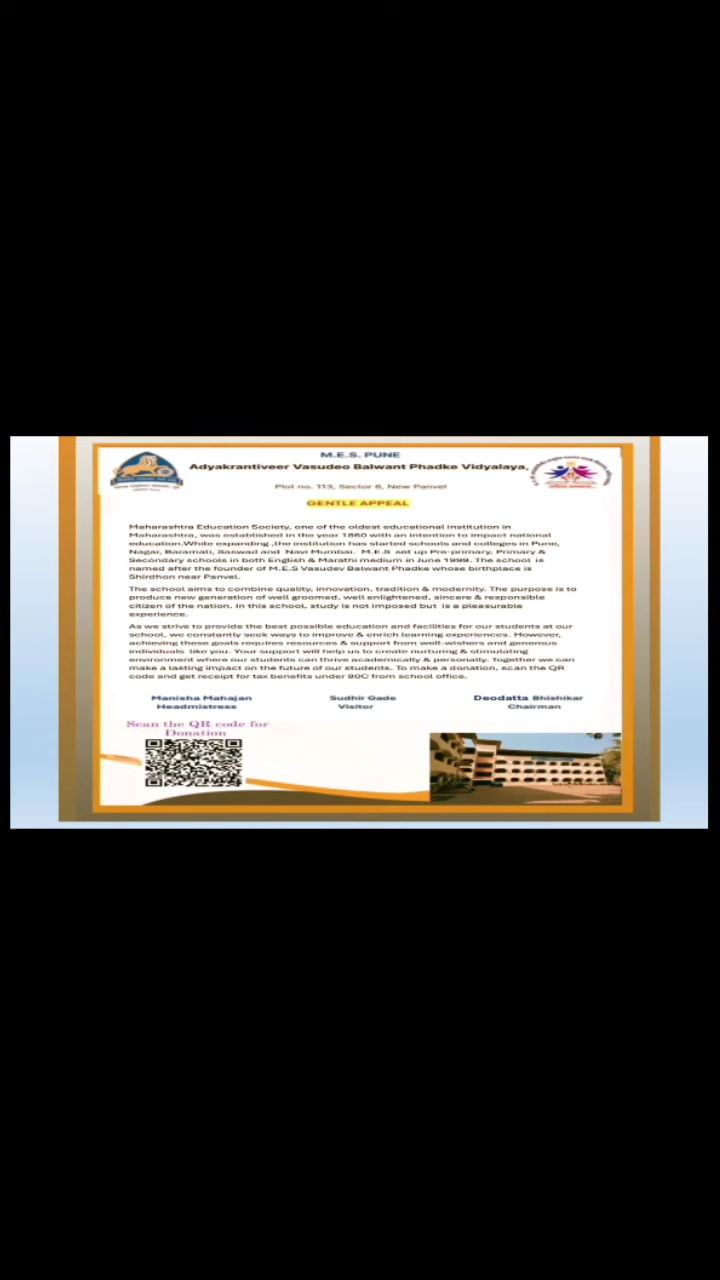 M.E.S. PUNE
Adyakrantiveer Vasudeo Balwant Phadke Vidyalaya,
Plot no. 113, Sector 6, New Panvel
GENTLE APPEAL
Maharashtra Education Society, one of the oldest educational institution in
Maharashtra, was established in the year 1860 with an intention to impact national
education.While expanding ,the institution has started schools and colleges in Pune,
Nagar, Baramati, Saswad and Navi Mumbai. M.E.S set up Pre-primary, Primary &
Secondary schools in both English & Marathi medium in June 1999. The school is
named after the founder of M.E.S Vasudev Balwant Phadke whose birthplace is
Shirdhon near Panvel.
The school aims to combine quality, innovation, tradition & modernity. The purpose is to
produce new generation of well groomed, well enlightened, sincere & responsible
citizen of the nation. In this school, study is not imposed but is a pleasurable
experience.
As we strive to provide the best possible education and facilities for our students at our
school, we constantly seek ways to improve & enrich learning experiences. However,
achieving these goals requires resources & support from well-wishers and generous
individuals like you. Your support will help us to create nurturing & stimulating
environment where our students can thrive academically & personally. Together we can
make a lasting impact on the future of our students. To make a donation, scan the QR
code and get receipt for tax benefits under 80C from school office.
Manisha Mahajan Sudhir Gade Deodatta Bhishikar
Headmistress Visitor Chairman
Scan the QR code for
Donation